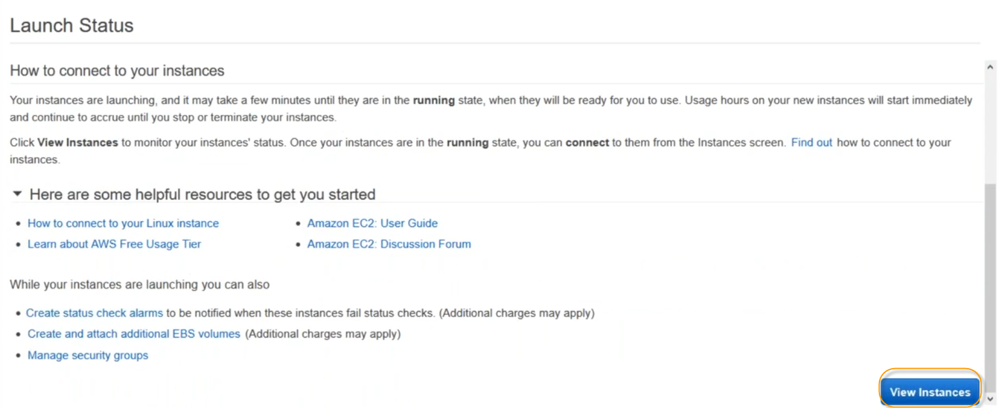 Launch Status
How to connect to your instances
Your instances are launching, and it may take a few minutes until they are in the running state, when they will be ready for you to use. Usage hours on your new instances will start immediately
and continue to accrue until you stop or terminate your instances.
Click View Instances to monitor your instances' status. Once your instances are in the running state, you can connect to them from the Instances screen. Find out how to connect to your
instances.
Here are some helpful resources to get you started
How to connect to your Linux instance
Amazon EC2: User Guide
Learn about AWS Free Usage Tier
Amazon EC2: Discussion Forum
While your instances are launching you can also
Create status check alarms to be notified when these instances fail status checks. (Additional charges may apply)
Create and attach additional EBS volumes (Additional charges may apply)
Manage security groups
View Instances